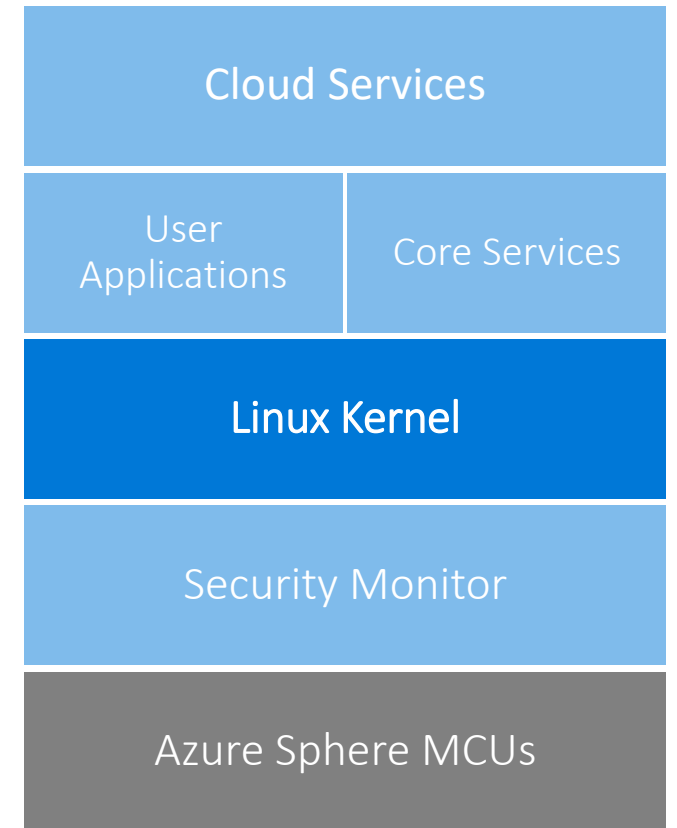 Cloud Services
User
Applications
Core Services
Linux Kernel
Security Monitor
Azure Sphere MCUs